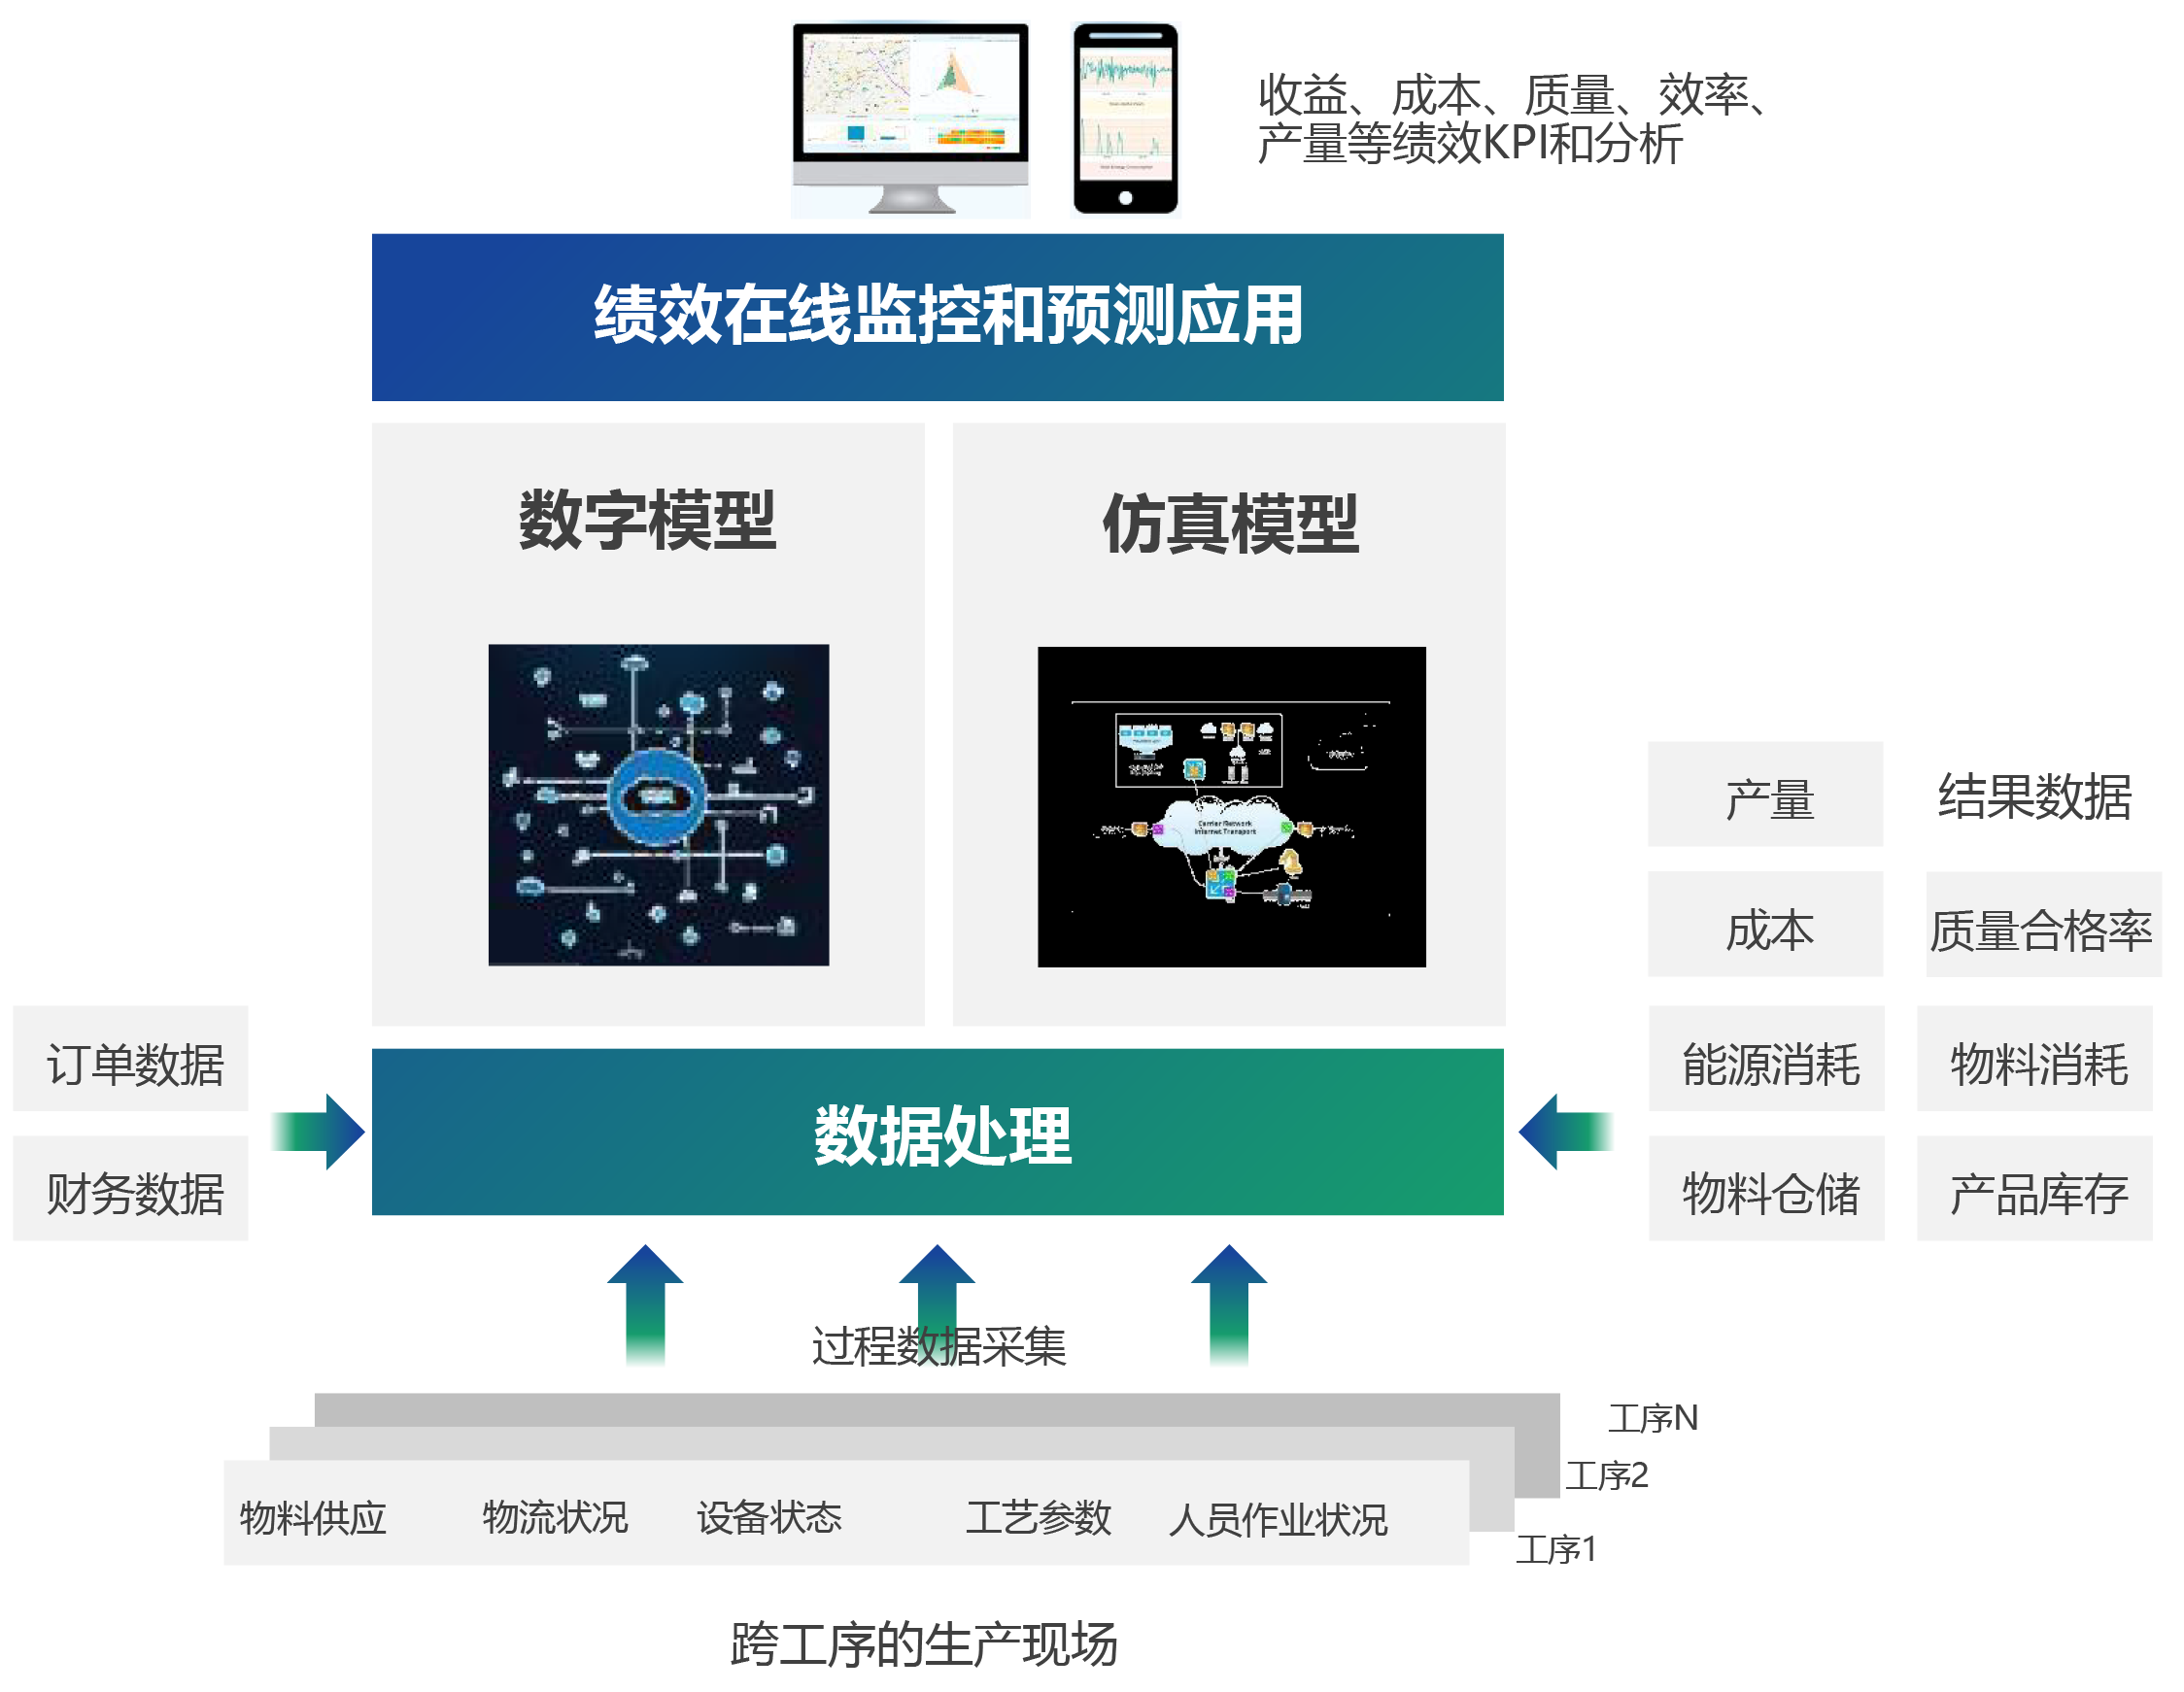 收益、成本、质量、效率、
产量等绩效KPI和分析
绩效在线监控和预测应用
数字模型
仿真模型
Carrier Network
Internet Transport
产量
结果数据
成本
质量合格率
订单数据
能源消耗
物料消耗
数据处理
财务数据
物料仓储
产品库存
过程数据采集
工序N
工序2
物料供应
物流状况
设备状态
工艺参数
人员作业状况
工序1
跨工序的生产现场